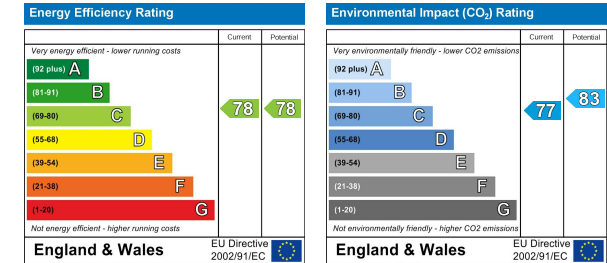 Energy Efficiency Rating
Current Potential
Very energy efficient - lower running costs
(92 plus) A
(81-91) B
(69-80) C
78 78
(55-68) D
(39-54) E
(21-38) F
(1-20) G
Not energy efficient - higher running costs
England & Wales
EU Directive
2002/91/EC
Environmental Impact (CO₂) Rating
Current Potential
Very environmentally friendly - lower CO2 emissions
(92 plus) A
(81-91) B
83
(69-80) C
77
(55-68) D
(39-54) E
(21-38) F
(1-20) G
Not environmentally friendly - higher CO2 emissions
England & Wales
EU Directive
2002/91/EC